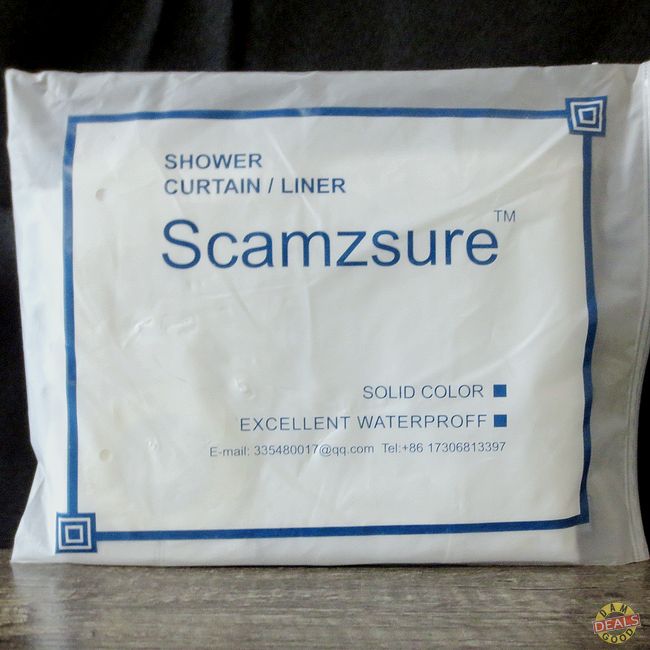 SHOWER
CURTAIN / LINER
Scamzsure™
SOLID COLOR
EXCELLENT WATERPROFF
E-mail: 335480017@qq.com Tel:+86 17306813397
DAM
DEALS
GOOD